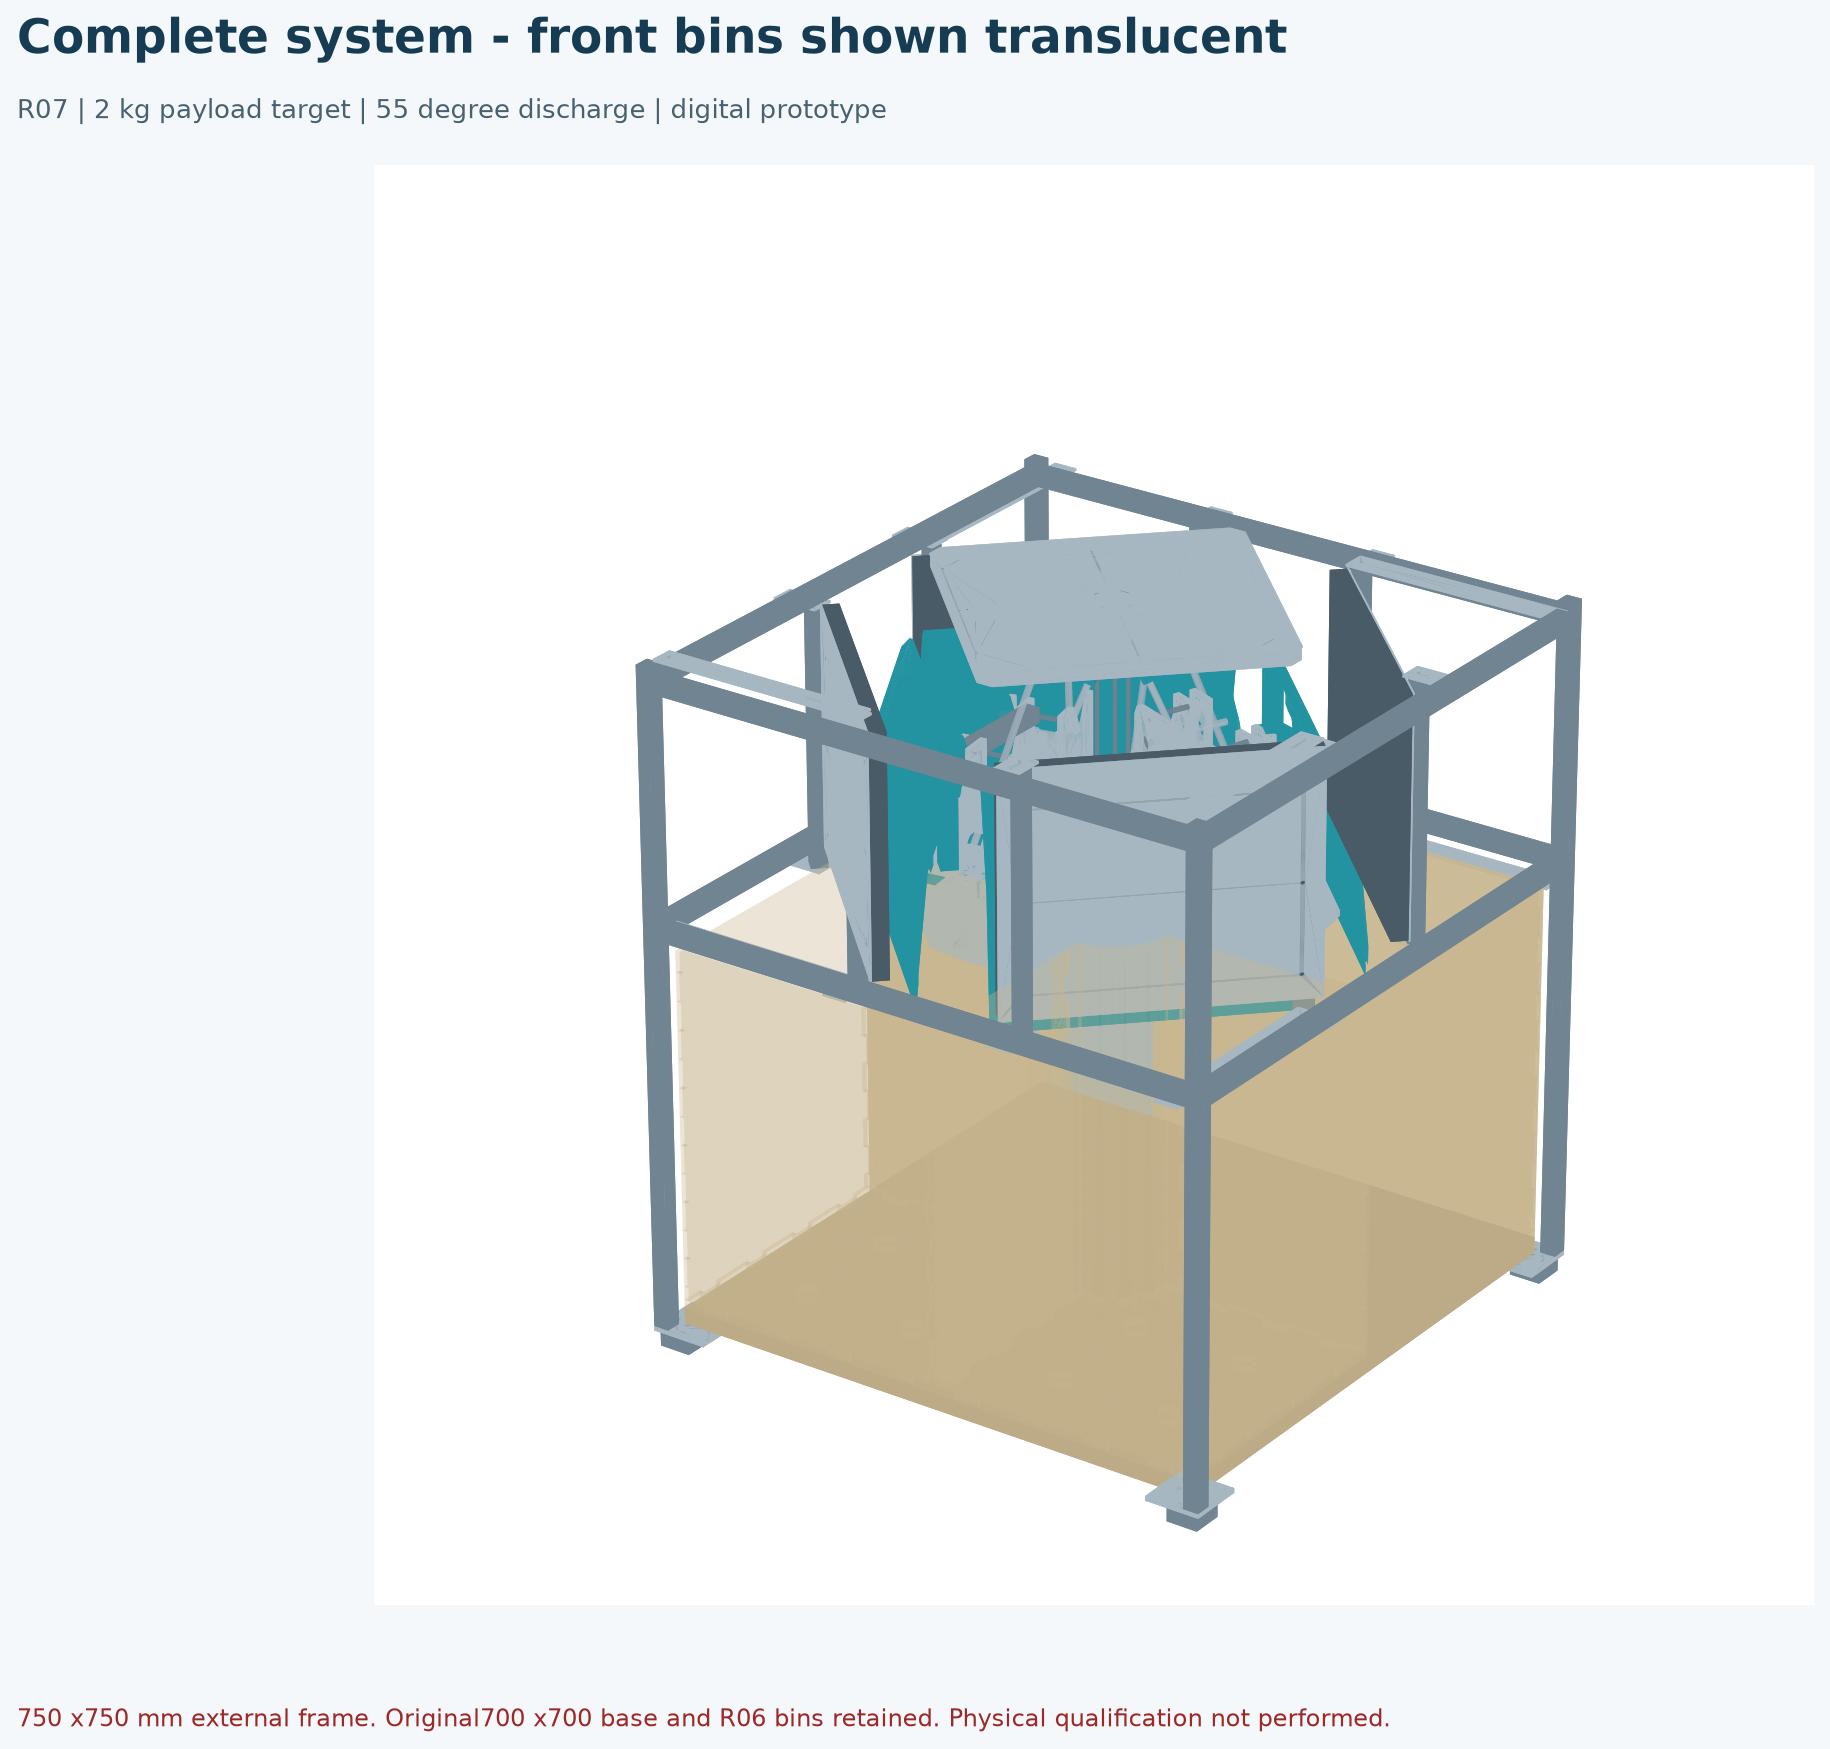 Complete system - front bins shown translucent
R07 | 2 kg payload target | 55 degree discharge | digital prototype
750 x750 mm external frame. Original700 x700 base and R06 bins retained. Physical qualification not performed.